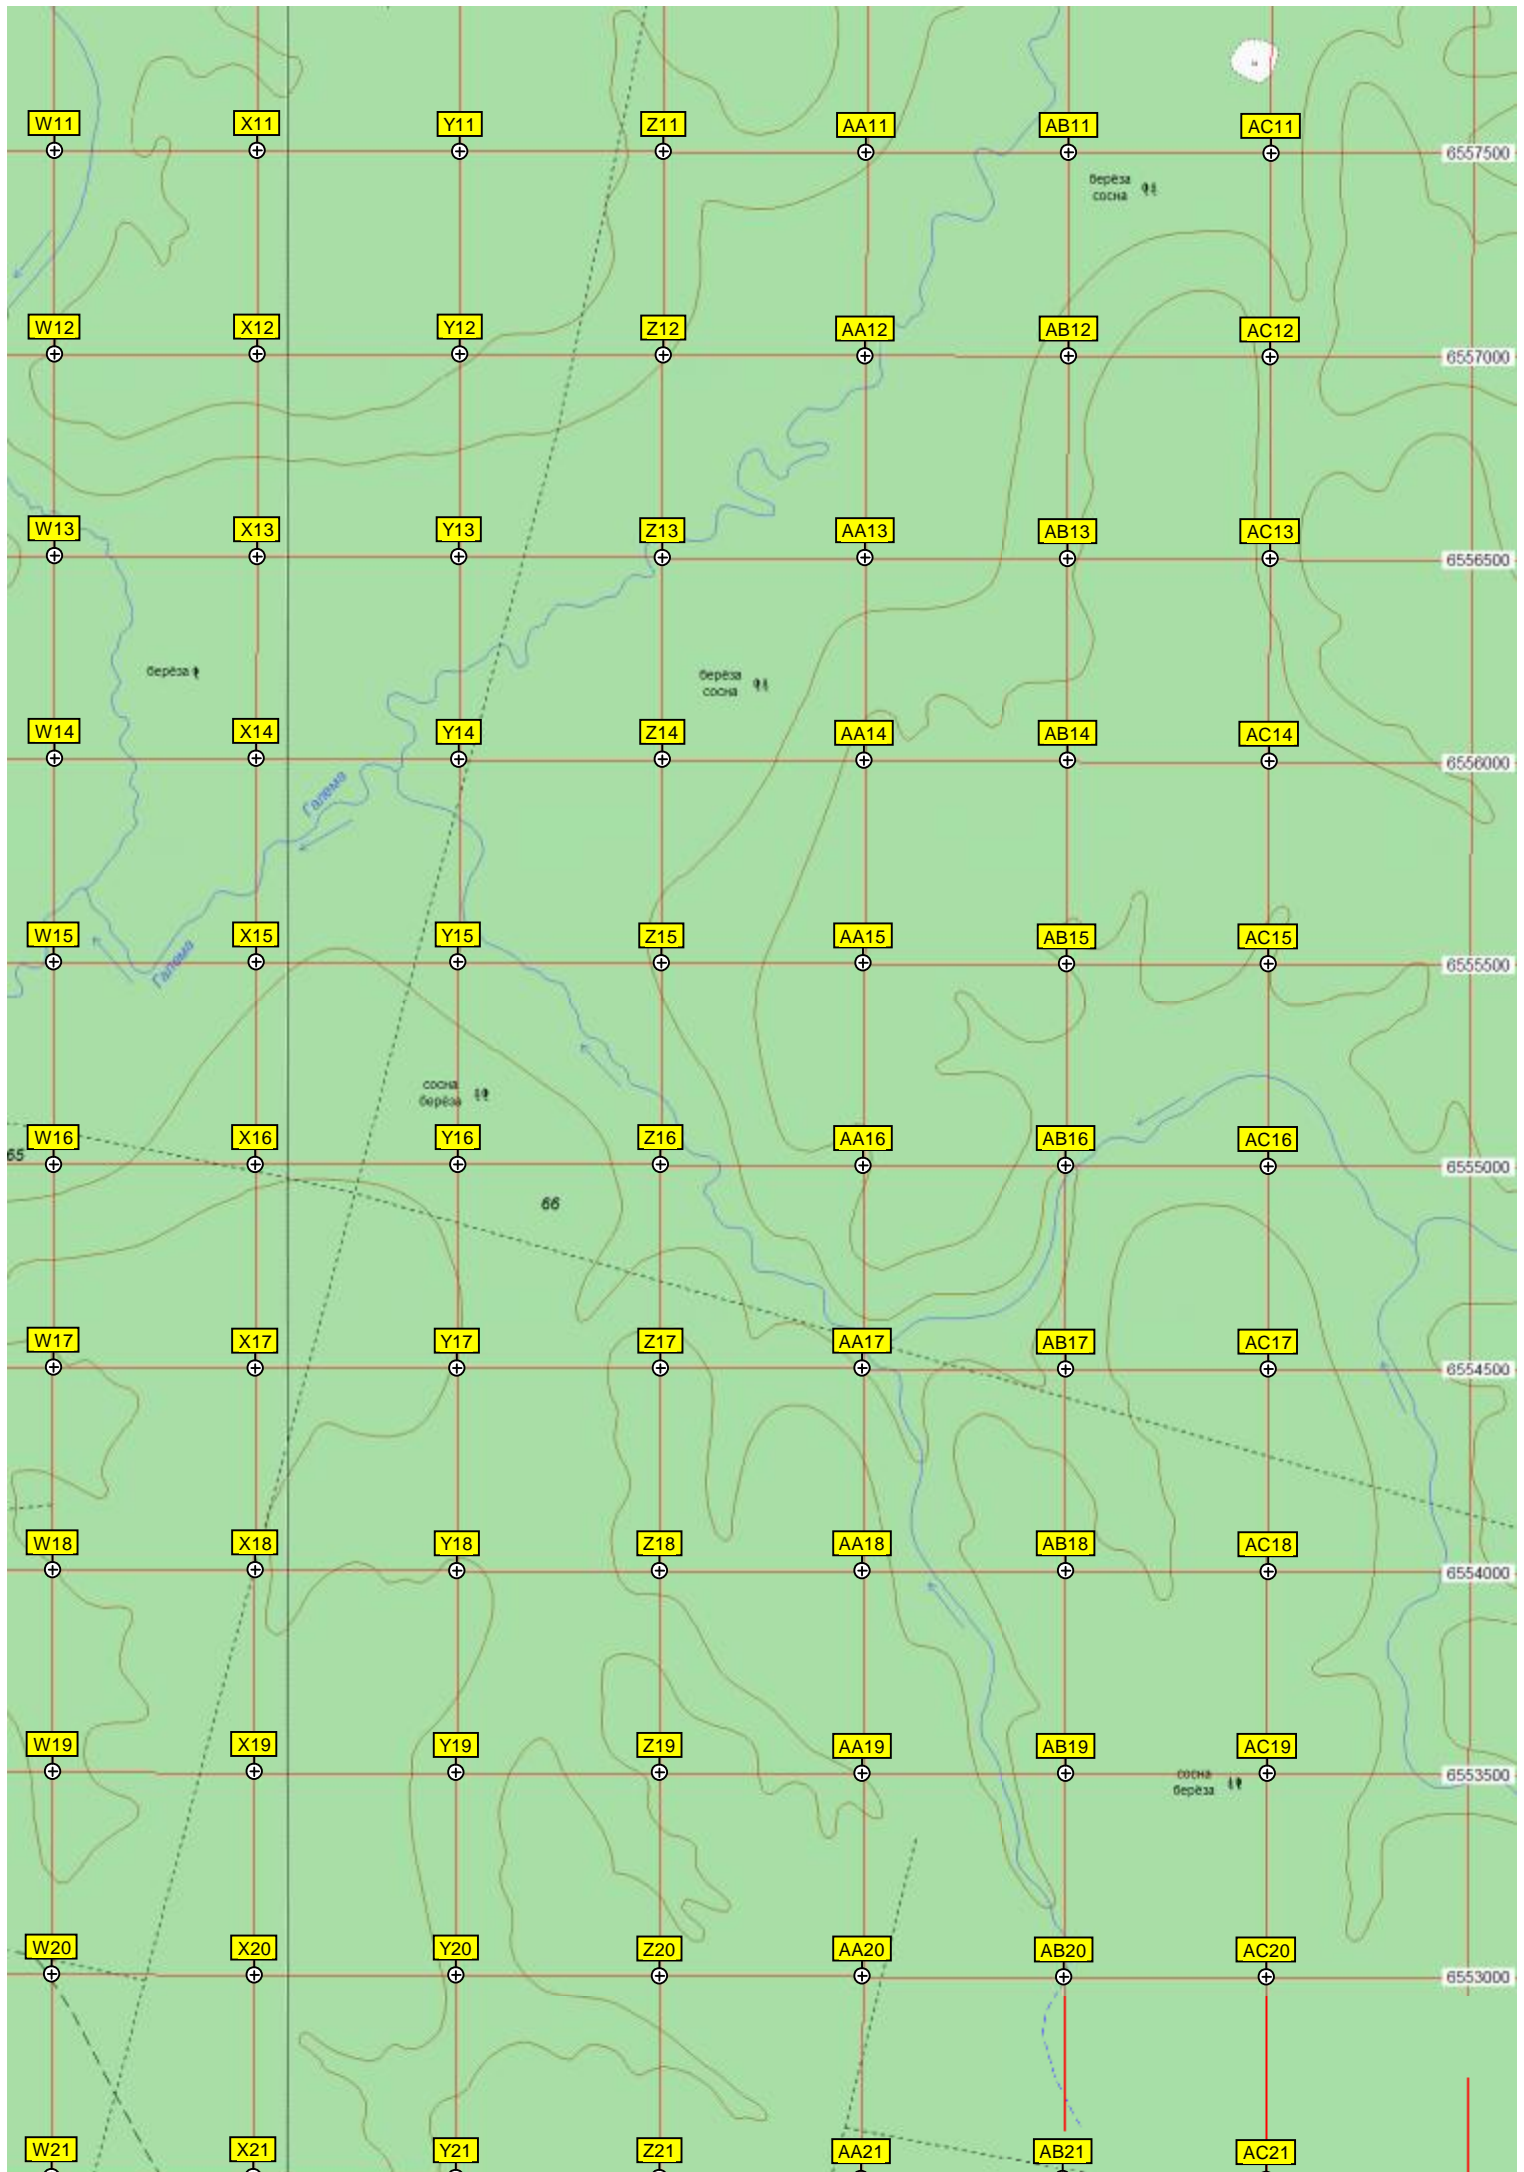 W11 X11 Y11 Z11 AA11 AB11 AC11
6557500
берёза
сосна
W12 X12 Y12 Z12 AA12 AB12 AC12
6557000
W13 X13 Y13 Z13 AA13 AB13 AC13
6556500
берёза
берёза
сосна
W14 X14 Y14 Z14 AA14 AB14 AC14
6556000
Галема
W15 X15 Y15 Z15 AA15 AB15 AC15
6555500
Галема
сосна
берёза
W16 X16 Y16 Z16 AA16 AB16 AC16
65
6555000
66
W17 X17 Y17 Z17 AA17 AB17 AC17
6554500
W18 X18 Y18 Z18 AA18 AB18 AC18
6554000
W19 X19 Y19 Z19 AA19 AB19 AC19
6553500
сосна
берёза
W20 X20 Y20 Z20 AA20 AB20 AC20
6553000
W21 X21 Y21 Z21 AA21 AB21 AC21